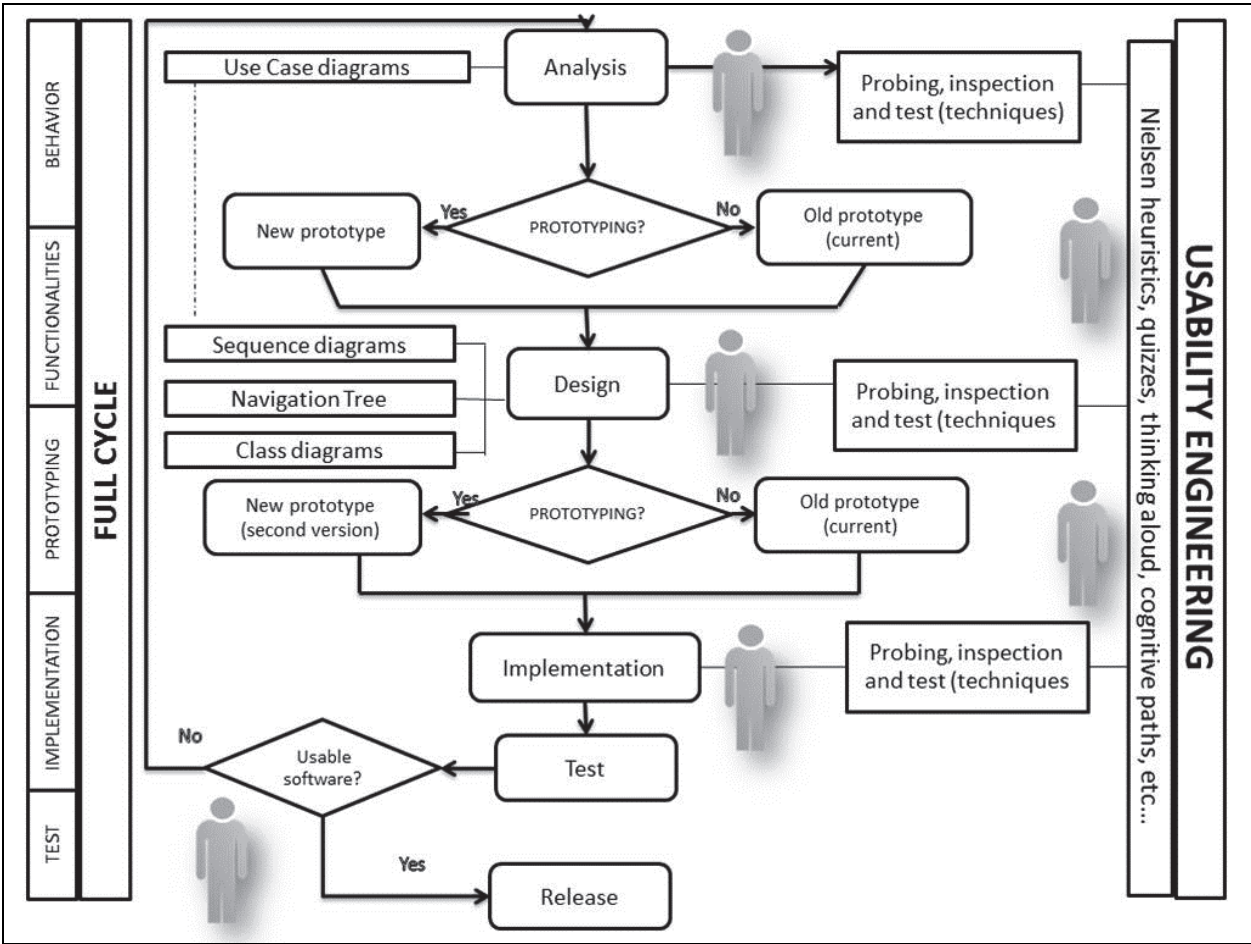 BEHAVIOR
FUNCTIONALITIES
PROTOTYPING
IMPLEMENTATION
TEST
FULL CYCLE
Use Case diagrams
Analysis
Probing, inspection
and test (techniques)
Yes
No
New prototype
PROTOTYPING?
Old prototype
(current)
Sequence diagrams
Navigation Tree
Class diagrams
Design
Probing, inspection
and test (techniques
Yes
No
New prototype
(second version)
PROTOTYPING?
Old prototype
(current)
Implementation
Probing, inspection
and test (techniques
No
Usable
software?
Test
Yes
Release
Nielsen heuristics, quizzes, thinking aloud, cognitive paths, etc...
USABILITY ENGINEERING